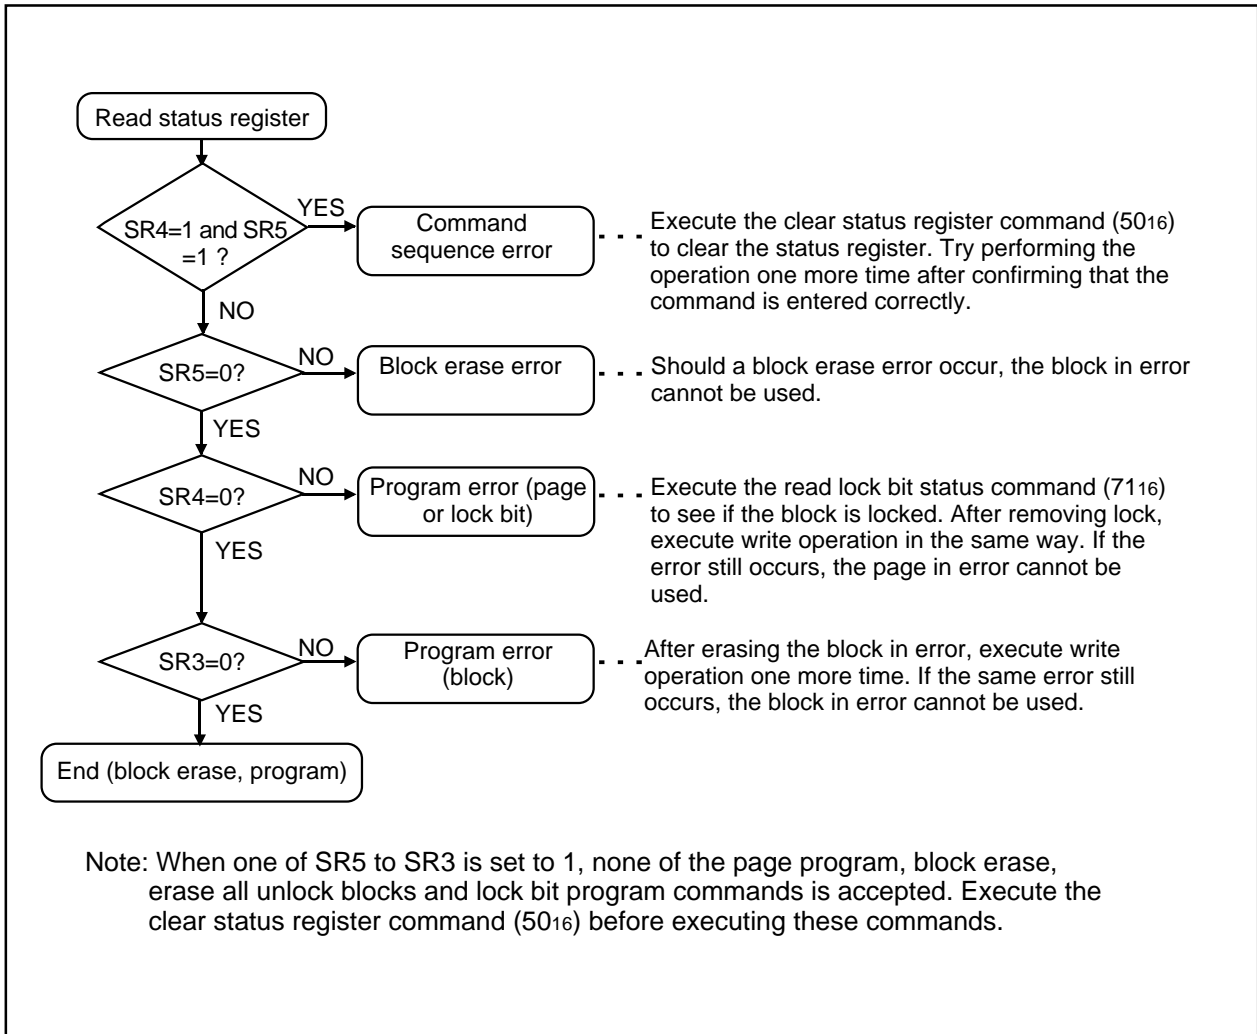 Read status register
SR4=1 and SR5
=1 ?
YES
Command
sequence error
Execute the clear status register command (5016)
to clear the status register. Try performing the
operation one more time after confirming that the
command is entered correctly.
NO
SR5=0?
NO
Block erase error
Should a block erase error occur, the block in error
cannot be used.
YES
SR4=0?
NO
Program error (page
or lock bit)
Execute the read lock bit status command (7116)
to see if the block is locked. After removing lock,
execute write operation in the same way. If the
error still occurs, the page in error cannot be
used.
YES
SR3=0?
NO
Program error
(block)
After erasing the block in error, execute write
operation one more time. If the same error still
occurs, the block in error cannot be used.
YES
End (block erase, program)
Note: When one of SR5 to SR3 is set to 1, none of the page program, block erase,
erase all unlock blocks and lock bit program commands is accepted. Execute the
clear status register command (5016) before executing these commands.